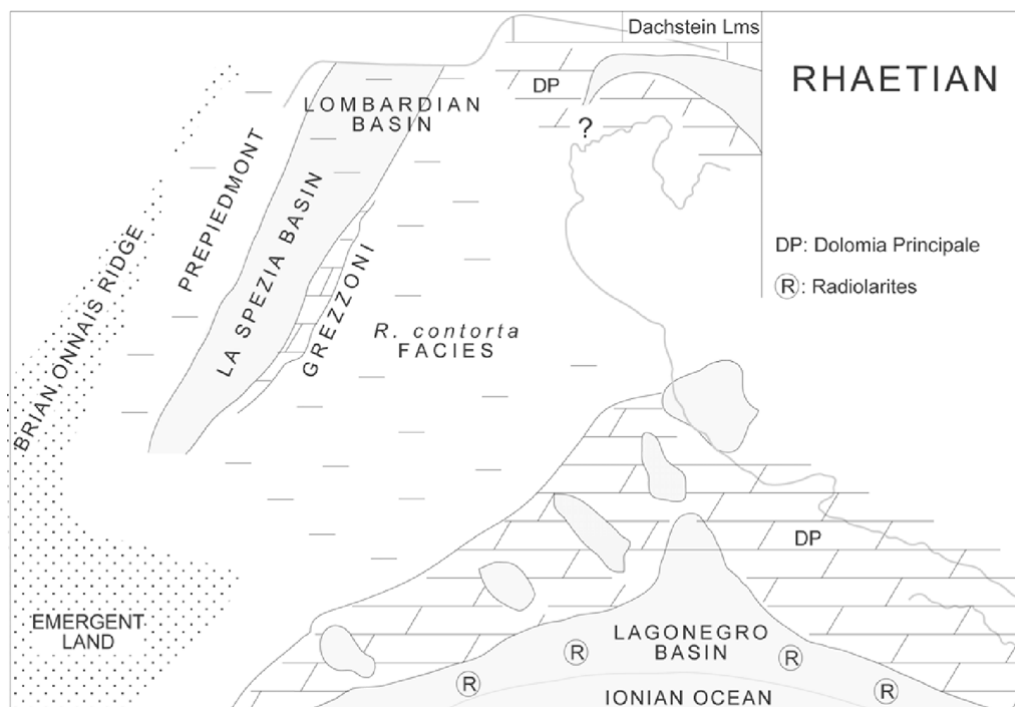 Dachstein Lms
RHAETIAN
DP
LOMBARDIAN
BASIN
?
PREPIEDMONT
LA SPEZIA BASIN
BRIAN,ONNAIS RIDGE
GREZZONI
DP: Dolomia Principale
R: Radiolarites
R. contorta
FACIES
DP
EMERGENT
LAND
LAGONEGRO
BASIN
R
R
R
R
IONIAN OCEAN